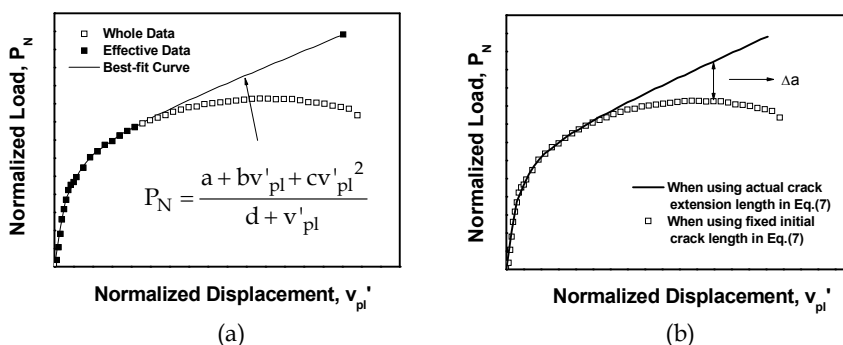 Normalized Load, P_N
Whole Data
Effective Data
Best-fit Curve
P_N = (a + bv'_pl + cv'_pl^2) / (d + v'_pl)
Normalized Displacement, v_pl'
(a)
Normalized Load, P_N
Δa
When using actual crack
extension length in Eq.(7)
When using fixed initial
crack length in Eq.(7)
Normalized Displacement, v_pl'
(b)